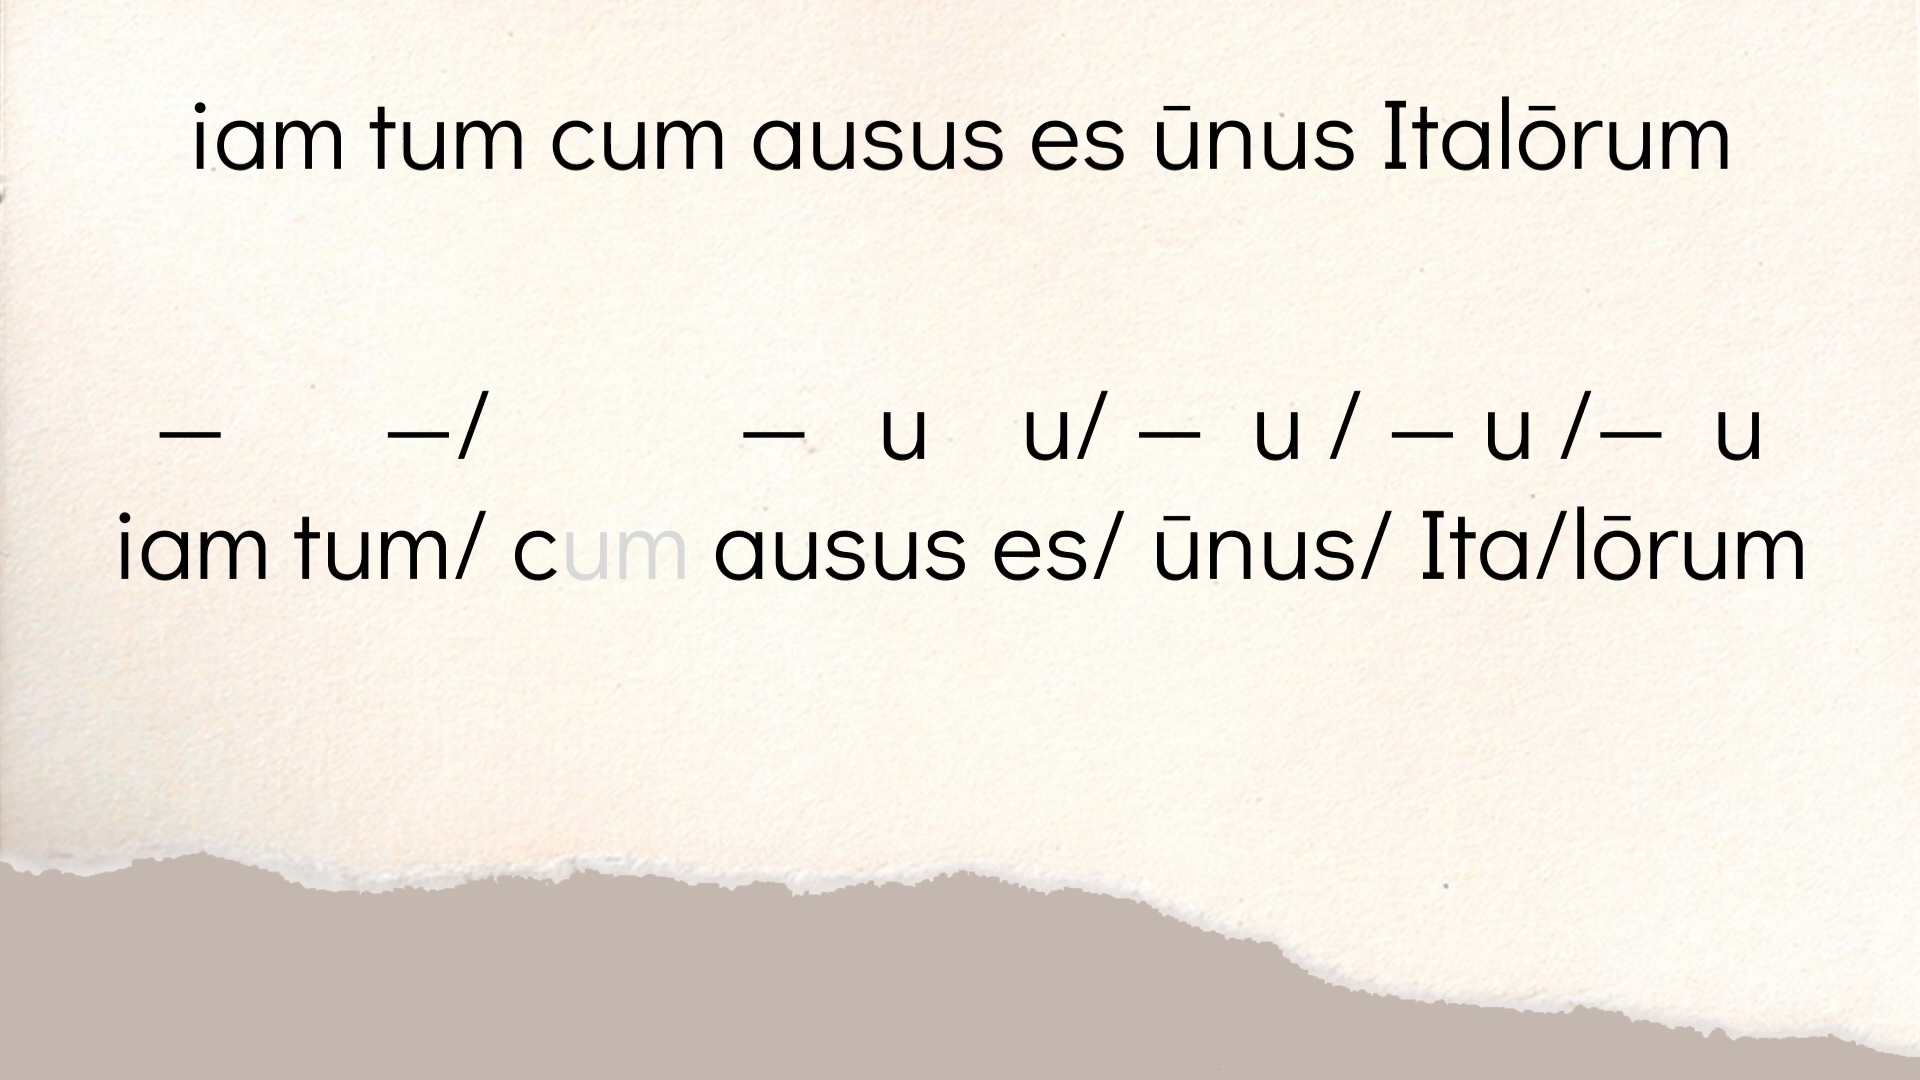 iam tum cum ausus es ūnus Italōrum
— —/ — u u/ — u / — u /— u
iam tum/ cum ausus es/ ūnus/ Ita/lōrum